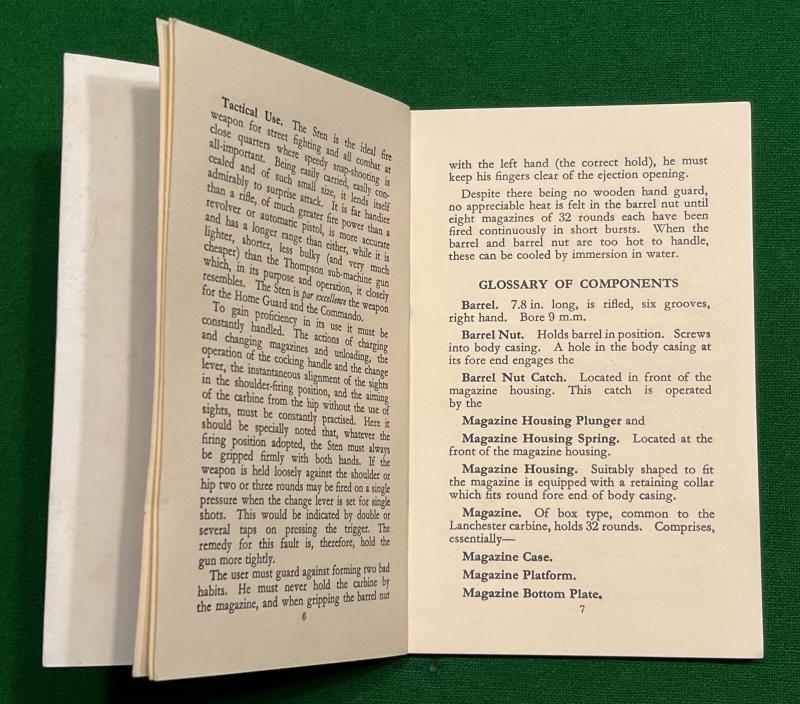 Tactical Use. The Sten is the ideal fire
weapon for street fighting and all combat at
close quarters where speedy snap-shooting is
all-important. Being easily carried, easily con-
cealed and of such small size, it lends itself
admirably to surprise attack. It is far handier
than a rifle, of much greater fire power than a
revolver or automatic pistol, is more accurate
and has a longer range than either, while it is
lighter, shorter, less bulky (and very much
cheaper) than the Thompson sub-machine gun
which, in its purpose and operation, it closely
resembles. The Sten is par excellence the weapon
for the Home Guard and the Commando.
To gain proficiency in its use it must be
constantly handled. The actions of charging
and changing magazines and unloading, the
operation of the cocking handle and the change
lever, the instantaneous alignment of the sights
in the shoulder-firing position, and the aiming
of the carbine from the hip without the use of
sights, must be constantly practised. Here it
should be specially noted that, whatever the
firing position adopted, the Sten must always
be gripped firmly with both hands. If the
weapon is held loosely against the shoulder or
hip two or three rounds may be fired on a single
pressure when the change lever is set for single
shots. This would be indicated by double or
several taps on pressing the trigger. The
remedy for this fault is, therefore, hold the
gun more tightly.
The user must guard against forming two bad
habits. He must never hold the carbine by
the magazine, and when gripping the barrel nut
6
with the left hand (the correct hold), he must
keep his fingers clear of the ejection opening.
Despite there being no wooden hand guard,
no appreciable heat is felt in the barrel nut until
eight magazines of 32 rounds each have been
fired continuously in short bursts. When the
barrel and barrel nut are too hot to handle,
these can be cooled by immersion in water.
GLOSSARY OF COMPONENTS
Barrel. 7.8 in. long, is rifled, six grooves,
right hand. Bore 9 m.m.
Barrel Nut. Holds barrel in position. Screws
into body casing. A hole in the body casing at
its fore end engages the
Barrel Nut Catch. Located in front of the
magazine housing. This catch is operated
by the
Magazine Housing Plunger and
Magazine Housing Spring. Located at the
front of the magazine housing.
Magazine Housing. Suitably shaped to fit
the magazine is equipped with a retaining collar
which fits round fore end of body casing.
Magazine. Of box type, common to the
Lanchester carbine, holds 32 rounds. Comprises,
essentially—
Magazine Case.
Magazine Platform.
Magazine Bottom Plate.
7